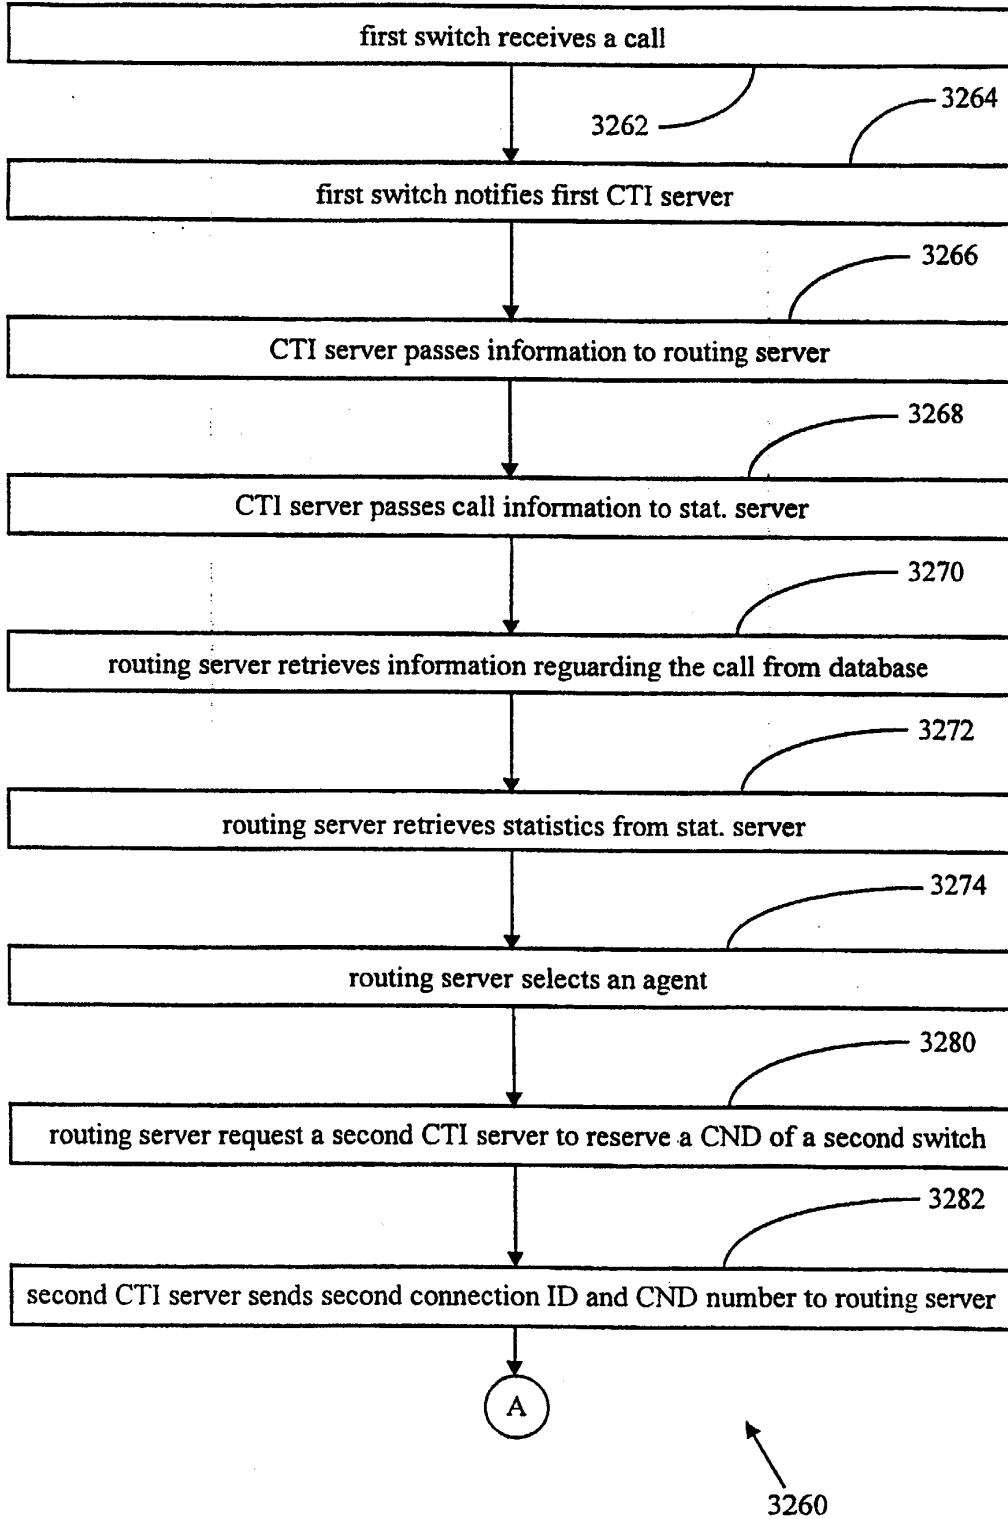 first switch receives a call
3262
3264
first switch notifies first CTI server
3266
CTI server passes information to routing server
3268
CTI server passes call information to stat. server
3270
routing server retrieves information reguarding the call from database
3272
routing server retrieves statistics from stat. server
3274
routing server selects an agent
3280
routing server request a second CTI server to reserve a CND of a second switch
3282
second CTI server sends second connection ID and CND number to routing server
A
3260